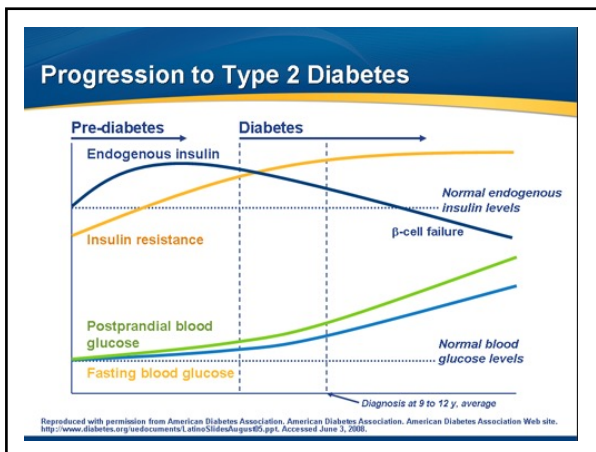 Progression to Type 2 Diabetes
Pre-diabetes
Diabetes
Endogenous insulin
Normal endogenous
insulin levels
β-cell failure
Insulin resistance
Postprandial blood
glucose
Normal blood
glucose levels
Fasting blood glucose
Diagnosis at 9 to 12 y, average
Reproduced with permission from American Diabetes Association. American Diabetes Association. American Diabetes Association Web site.
http://www.diabetes.org/uedocuments/LatinoSlidesAugust05.ppt. Accessed June 3, 2008.